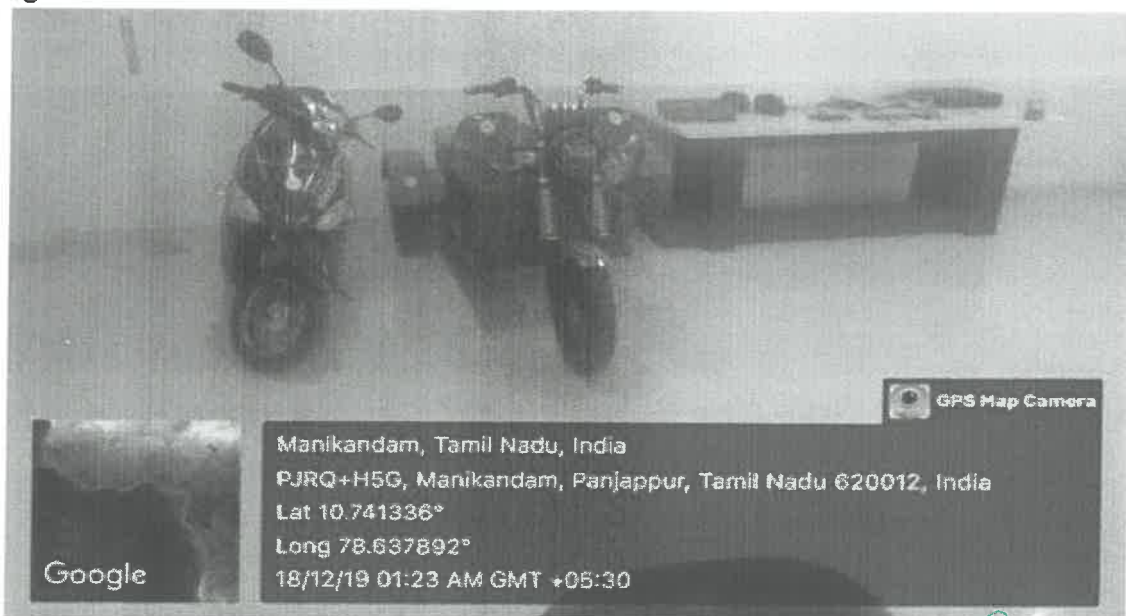 GPS Map Camera
Manikandam, Tamil Nadu, India
PJRQ+H5G, Manikandam, Panjappur, Tamil Nadu 620012, India
Lat 10.741336°
Long 78.637892°
18/12/19 01:23 AM GMT +05:30
Google